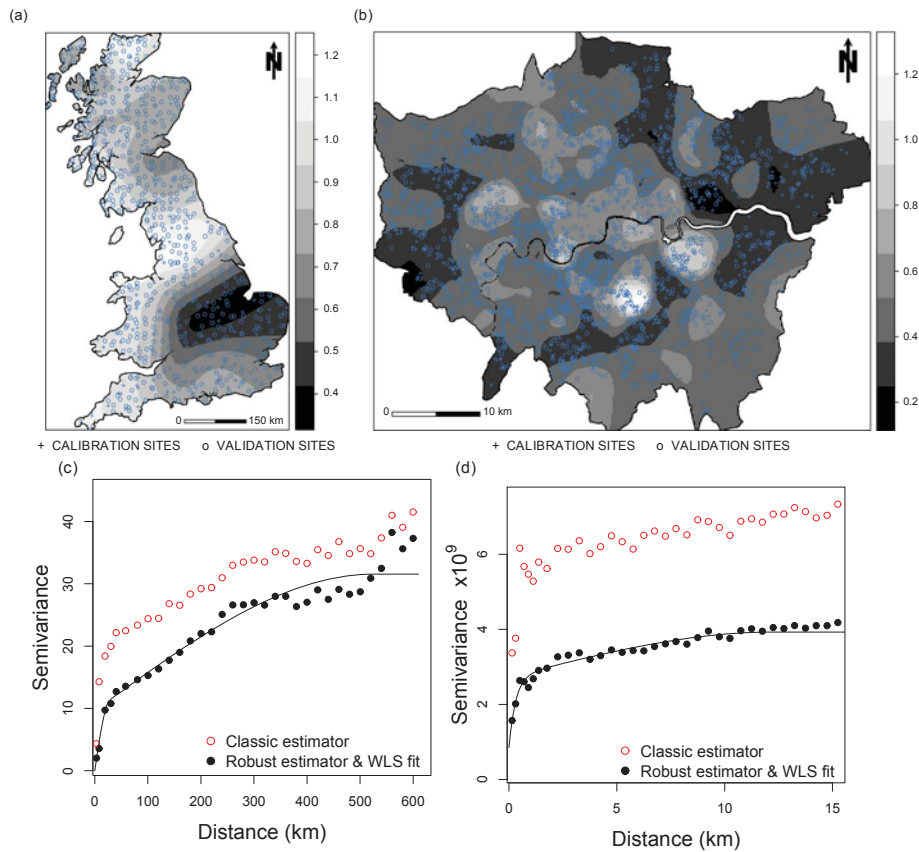 (a)
(b)
N
N
1.2
1.1
1.0
0.9
0.8
0.7
0.6
0.5
0.4
1.2
1.0
0.8
0.6
0.4
0.2
0 150 km
0 10 km
+ CALIBRATION SITES o VALIDATION SITES
+ CALIBRATION SITES o VALIDATION SITES
(c)
Semivariance
40
30
20
10
0
Classic estimator
Robust estimator & WLS fit
0 100 200 300 400 500 600
Distance (km)
(d)
Semivariance x10⁹
6
4
2
0
Classic estimator
Robust estimator & WLS fit
0 5 10 15
Distance (km)